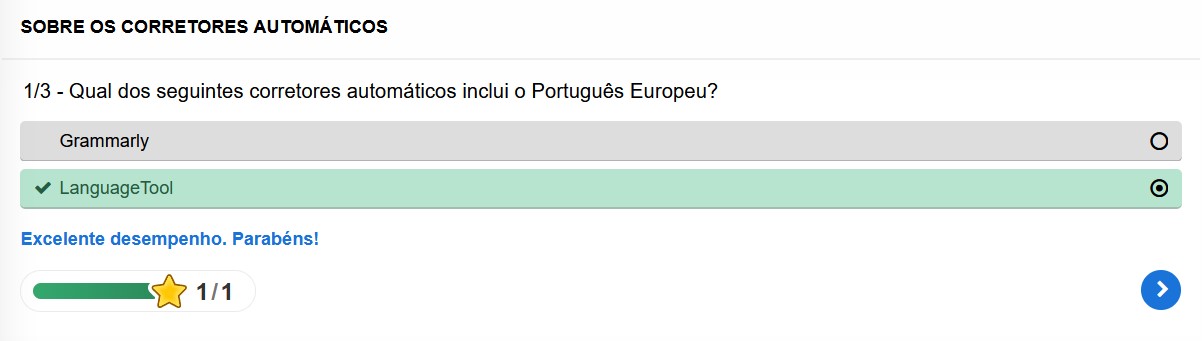 SOBRE OS CORRETORES AUTOMÁTICOS
1/3 - Qual dos seguintes corretores automáticos inclui o Português Europeu?
Grammarly
LanguageTool
Excelente desempenho. Parabéns!
1/1